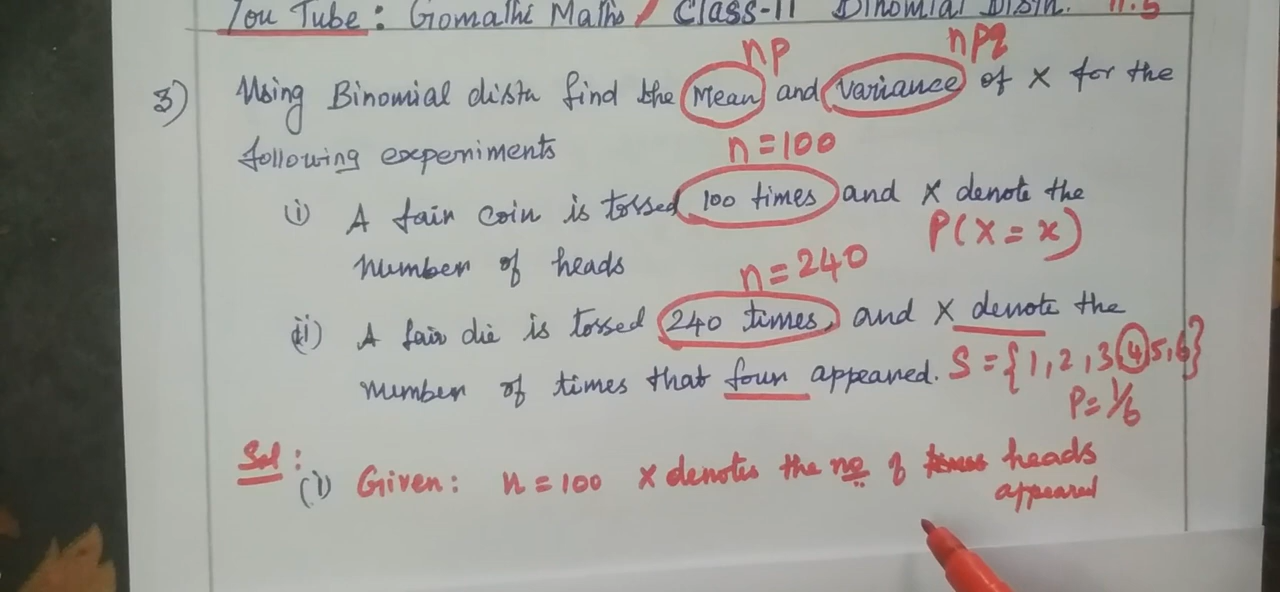 You Tube: Gomathi Maths / Class-11 Binomial Distn. 11.5
np npq
3) Using Binomial distn find the Mean and variance of X for the
following experiments
n=100
(i) A fair coin is tossed 100 times and X denote the
P(X=x)
number of heads
n=240
(ii) A fair die is tossed 240 times, and X denote the
S={1,2,3,4,5,6}
number of times that four appeared.
P=1/6
Sol:
(i) Given: n=100 X denotes the no of heads
appeared